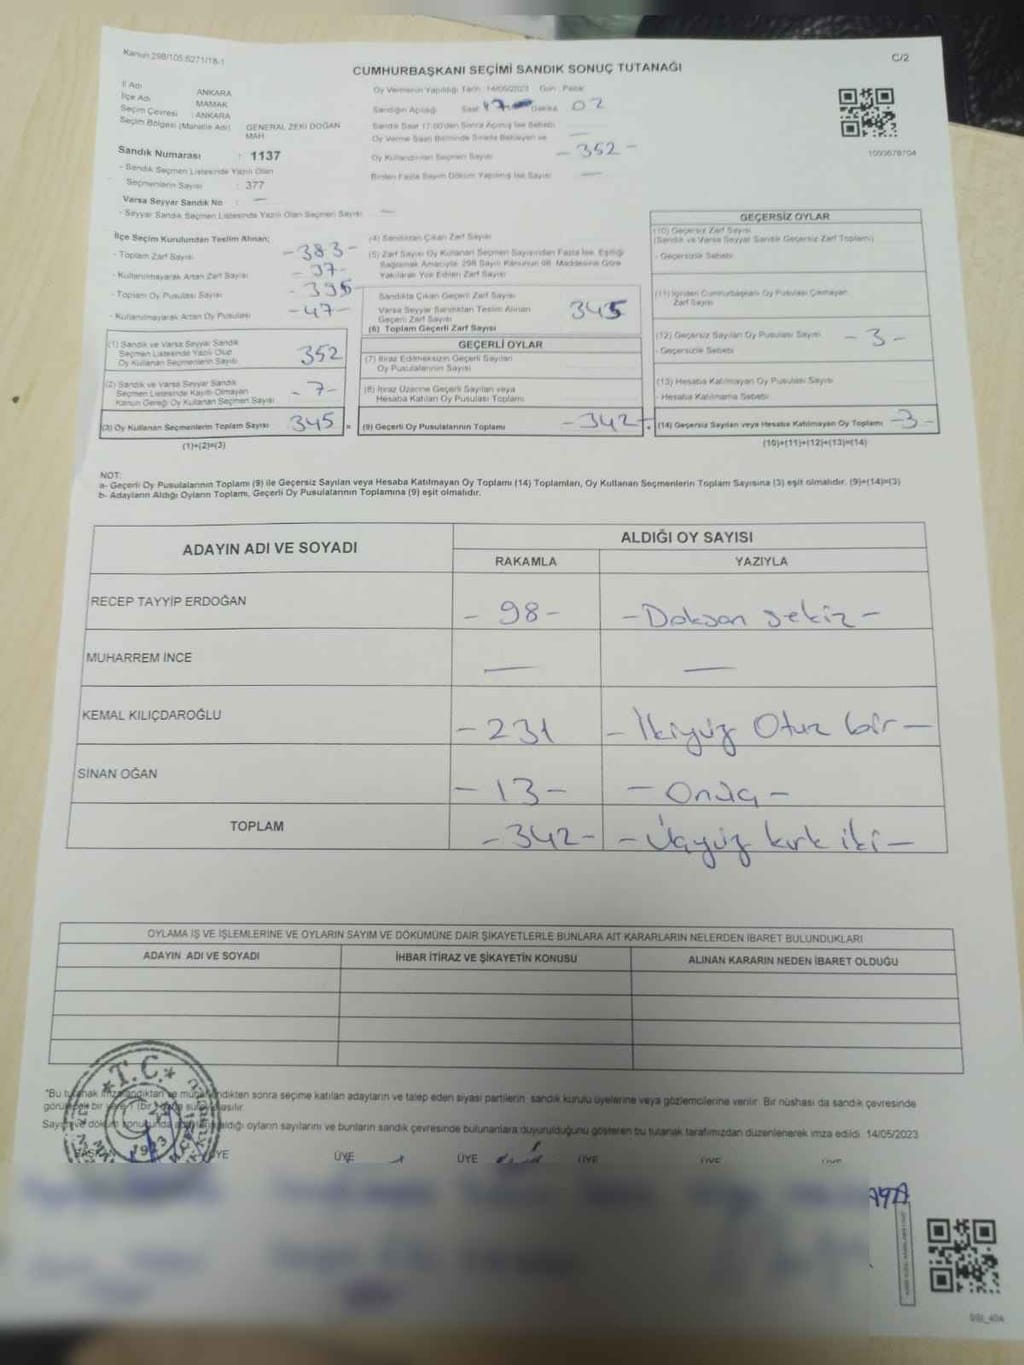 Kanun 298/105 6271/18-1
C/2
CUMHURBAŞKANI SEÇİMİ SANDIK SONUÇ TUTANAĞI
İl Adı ANKARA
İlçe Adı MAMAK
Seçim Çevresi : ANKARA
Seçim Bölgesi (Mahalle Adı) GENERAL ZEKİ DOĞAN MAH
Sandık Numarası : 1137
- Sandık Seçmen Listesinde Yazılı Olan
Seçmenlerin Sayısı : 377
Varsa Seyyar Sandık No : —
- Seyyar Sandık Seçmen Listesinde Yazılı Olan Seçmen Sayısı —
Oy Vermenin Yapıldığı Tarih : 14/05/2023 Gün : Pazar
Sandığın Açıldığı Saat 17 Dakika 02
Sandık Saat 17:00'den Sonra Açılmış İse Sebebi
Oy Verme Saati Bitiminde Sırada Bekleyen ve
Oy Kullandırılan Seçmen Sayısı - 352 -
Birden Fazla Sayım Döküm Yapılmış İse Sayısı —
1093678704
İlçe Seçim Kurulundan Teslim Alınan;
- Toplam Zarf Sayısı - 383 -
- Kullanılmayarak Artan Zarf Sayısı - 37 -
- Toplam Oy Pusulası Sayısı - 395
- Kullanılmayarak Artan Oy Pusulası - 47 -
(1) Sandık ve Varsa Seyyar Sandık
Seçmen Listesinde Yazılı Olup
Oy Kullanan Seçmenlerin Sayısı 352
(2) Sandık ve Varsa Seyyar Sandık
Seçmen Listesinde Kayıtlı Olmayan
Kanun Gereği Oy Kullanan Seçmen Sayısı - 7 -
(3) Oy Kullanan Seçmenlerin Toplam Sayısı 345 =
(1)+(2)=(3)
(4) Sandıktan Çıkan Zarf Sayısı
(5) Zarf Sayısı Oy Kullanan Seçmen Sayısından Fazla İse, Eşitliği
Sağlamak Amacıyla 298 Sayılı Kanunun 98. Maddesine Göre
Yakılarak Yok Edilen Zarf Sayısı
Sandıkta Çıkan Geçerli Zarf Sayısı
Varsa Seyyar Sandıktan Teslim Alınan
Geçerli Zarf Sayısı
(6) Toplam Geçerli Zarf Sayısı 345
GEÇERLİ OYLAR
(7) İtiraz Edilmeksizin Geçerli Sayılan
Oy Pusulasının Sayısı
(8) İtiraz Üzerine Geçerli Sayılan veya
Hesaba Katılan Oy Pusulası Toplamı
(9) Geçerli Oy Pusulalarının Toplamı - 342 +
GEÇERSİZ OYLAR
(10) Geçersiz Zarf Sayısı
(Sandık ve Varsa Seyyar Sandık Geçersiz Zarf Toplamı)
- Geçersizlik Sebebi
(11) İçinden Cumhurbaşkanı Oy Pusulası Çıkmayan
Zarf Sayısı
(12) Geçersiz Sayılan Oy Pusulası Sayısı - 3 -
- Geçersizlik Sebebi
(13) Hesaba Katılmayan Oy Pusulası Sayısı
- Hesaba Katılmama Sebebi
(14) Geçersiz Sayılan veya Hesaba Katılmayan Oy Toplamı - 3 -
(10)+(11)+(12)+(13)=(14)
NOT:
a- Geçerli Oy Pusulalarının Toplamı (9) ile Geçersiz Sayılan veya Hesaba Katılmayan Oy Toplamı (14) Toplamları, Oy Kullanan Seçmenlerin Toplam Sayısına (3) eşit olmalıdır. (9)+(14)=(3)
b- Adayların Aldığı Oyların Toplamı, Geçerli Oy Pusulalarının Toplamına (9) eşit olmalıdır.
ADAYIN ADI VE SOYADI
ALDIĞI OY SAYISI
RAKAMLA YAZIYLA
RECEP TAYYİP ERDOĞAN - 98 - - Doksan sekiz -
MUHARREM İNCE — —
KEMAL KILIÇDAROĞLU - 231 - İkiyüz Otuz bir -
SİNAN OĞAN - 13 - - Onüç -
TOPLAM - 342 - - Üçyüz kırk iki -
OYLAMA İŞ VE İŞLEMLERİNE VE OYLARIN SAYIM VE DÖKÜMÜNE DAİR ŞİKAYETLERLE BUNLARA AİT KARARLARIN NELERDEN İBARET BULUNDUKLARI
ADAYIN ADI VE SOYADI İHBAR İTİRAZ VE ŞİKAYETİN KONUSU ALINAN KARARIN NEDEN İBARET OLDUĞU
T.C.
1923
*Bu tutanak imzalandıktan ve mühürlendikten sonra seçime katılan adayların ve talep eden siyasi partilerin sandık kurulu üyelerine veya gözlemcilerine verilir. Bir nüshası da sandık çevresinde
görülecek bir yere 1 (bir) süreyle asılır.
Sayım ve döküm sonucunda adayların aldığı oyların sayılarını ve bunların sandık çevresinde bulunanlara duyurulduğunu gösteren bu tutanak tarafımızdan düzenlenerek imza edildi. 14/05/2023
BAŞKAN ÜYE ÜYE ÜYE ÜYE ÜYE ÜYE